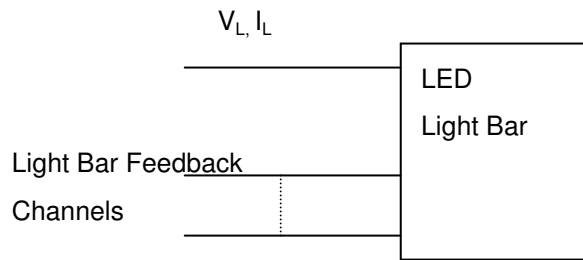 V_L, I_L
LED
Light Bar
Light Bar Feedback
Channels